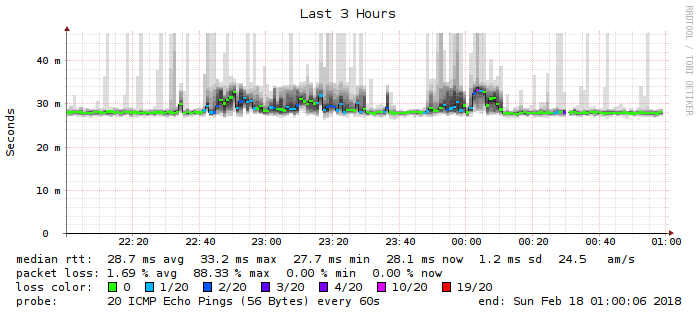 Last 3 Hours
RRDTOOL / TOBI OETIKER
Seconds
40 m
30 m
20 m
10 m
0
22:20 22:40 23:00 23:20 23:40 00:00 00:20 00:40 01:00
median rtt: 28.7 ms avg 33.2 ms max 27.7 ms min 28.1 ms now 1.2 ms sd 24.5 am/s
packet loss: 1.69 % avg 88.33 % max 0.00 % min 0.00 % now
loss color: 0 1/20 2/20 3/20 4/20 10/20 19/20
probe: 20 ICMP Echo Pings (56 Bytes) every 60s end: Sun Feb 18 01:00:06 2018